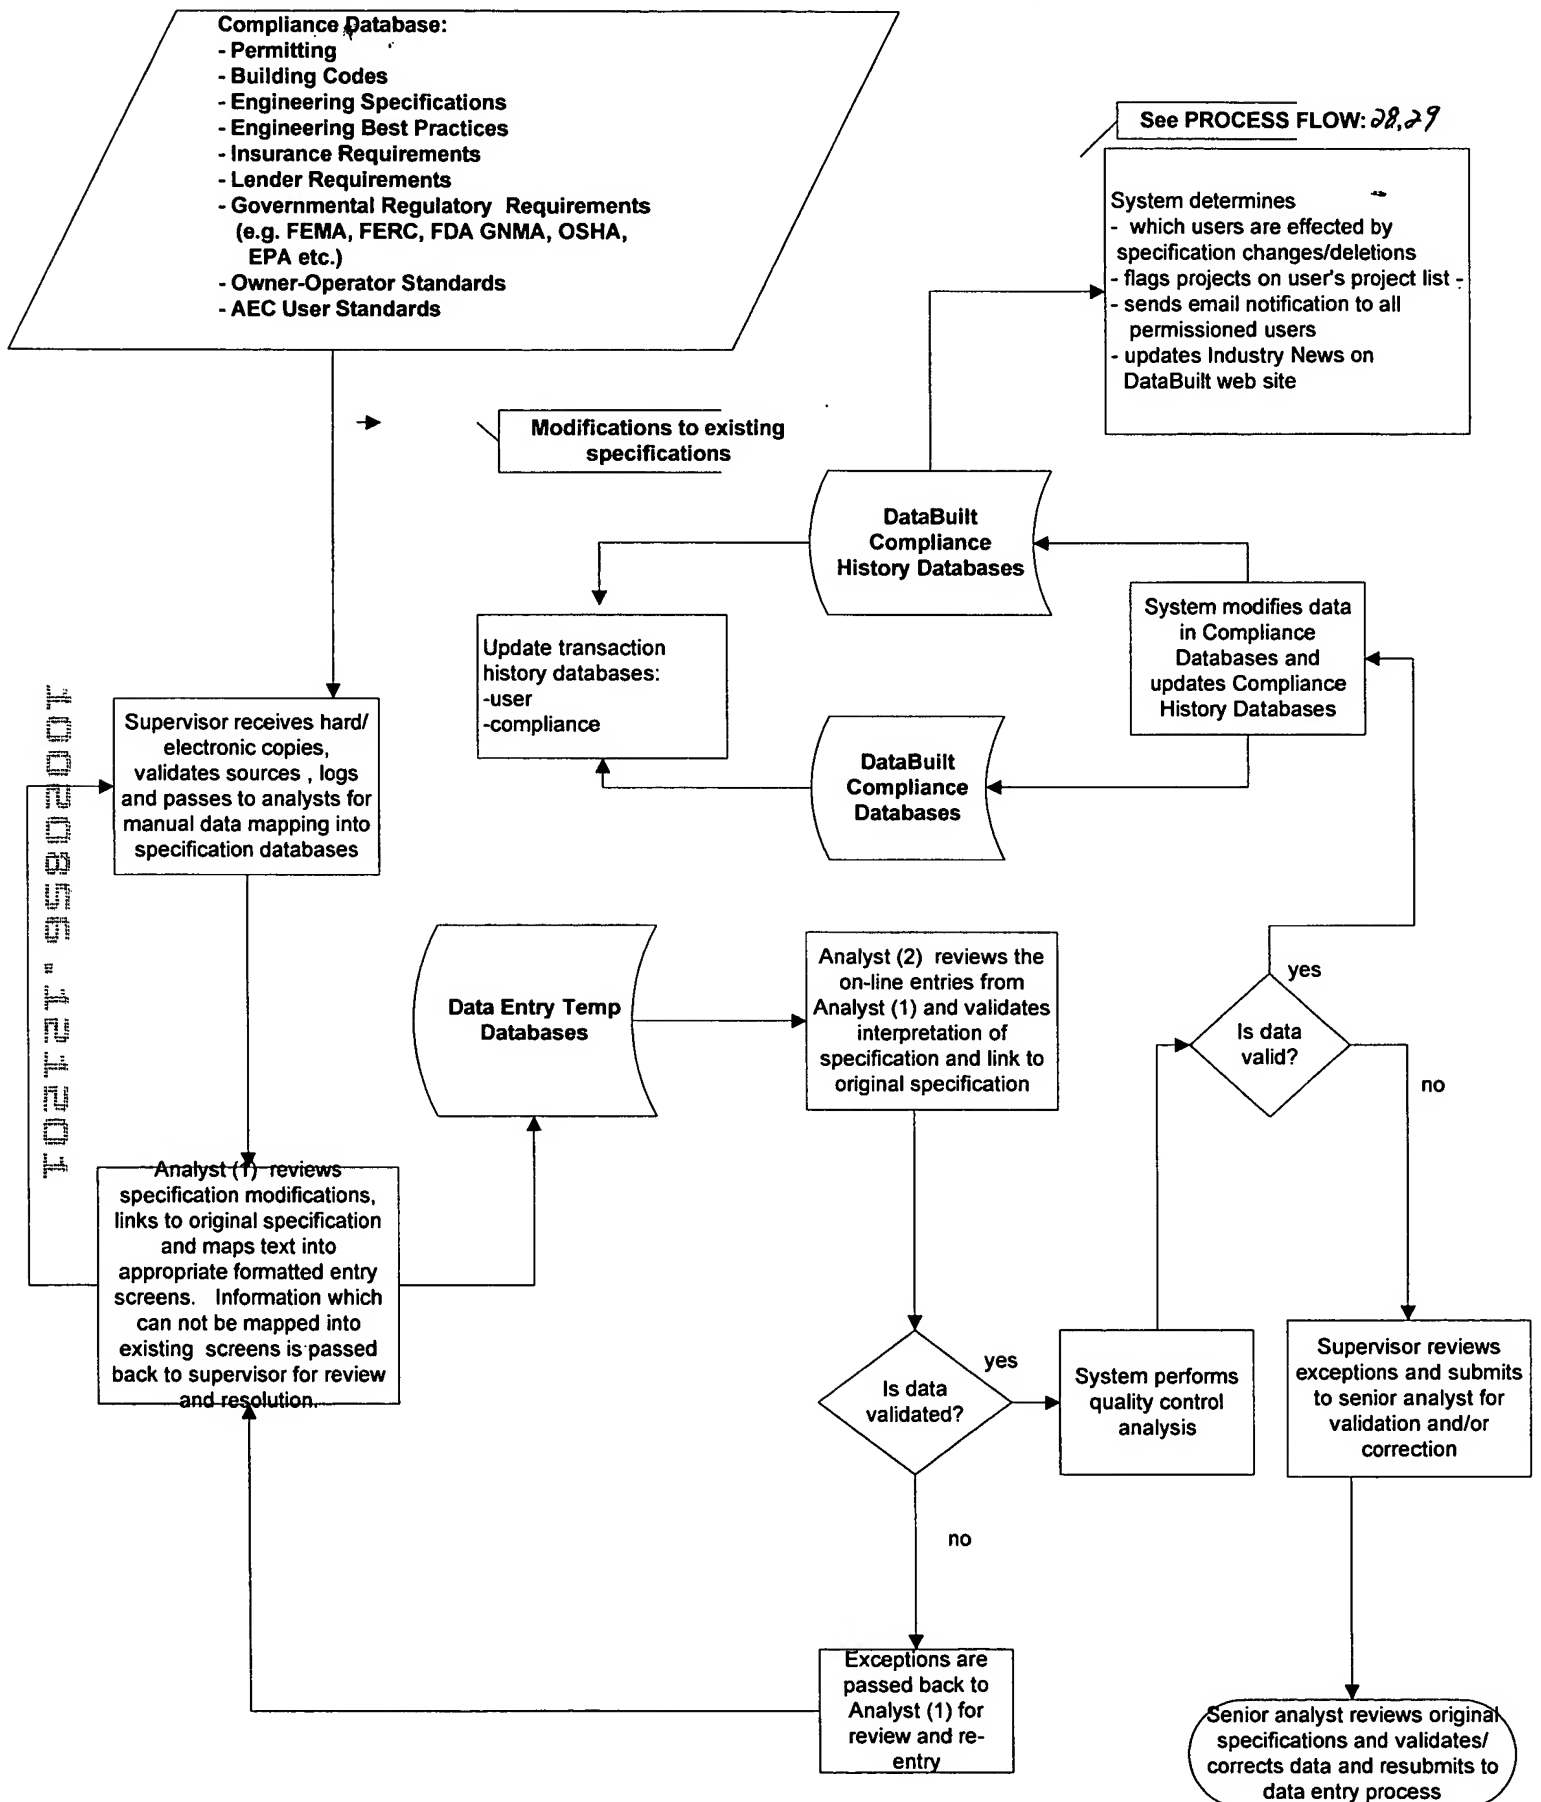 Compliance Database:
- Permitting
- Building Codes
- Engineering Specifications
- Engineering Best Practices
- Insurance Requirements
- Lender Requirements
- Governmental Regulatory Requirements
(e.g. FEMA, FERC, FDA GNMA, OSHA,
EPA etc.)
- Owner-Operator Standards
- AEC User Standards
See PROCESS FLOW: 28,29
System determines
- which users are effected by
specification changes/deletions
- flags projects on user's project list -
- sends email notification to all
permissioned users
- updates Industry News on
DataBuilt web site
Modifications to existing
specifications
DataBuilt
Compliance
History Databases
System modifies data
in Compliance
Databases and
updates Compliance
History Databases
Update transaction
history databases:
-user
-compliance
DataBuilt
Compliance
Databases
Supervisor receives hard/
electronic copies,
validates sources , logs
and passes to analysts for
manual data mapping into
specification databases
10020856.121201
Data Entry Temp
Databases
Analyst (2) reviews the
on-line entries from
Analyst (1) and validates
interpretation of
specification and link to
original specification
yes
Is data
valid?
no
Analyst (1) reviews
specification modifications,
links to original specification
and maps text into
appropriate formatted entry
screens. Information which
can not be mapped into
existing screens is passed
back to supervisor for review
and resolution.
Is data
validated?
yes
System performs
quality control
analysis
Supervisor reviews
exceptions and submits
to senior analyst for
validation and/or
correction
no
Exceptions are
passed back to
Analyst (1) for
review and re-
entry
Senior analyst reviews original
specifications and validates/
corrects data and resubmits to
data entry process